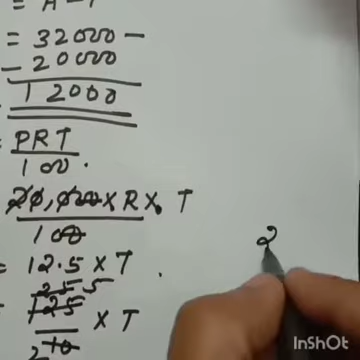 = A - P
= 32000 -
- 20000
12000
= PRT
100.
20,000 × R × T
100
= 12.5 × T
25 5
= 125 × T
2 10
2
InShOt